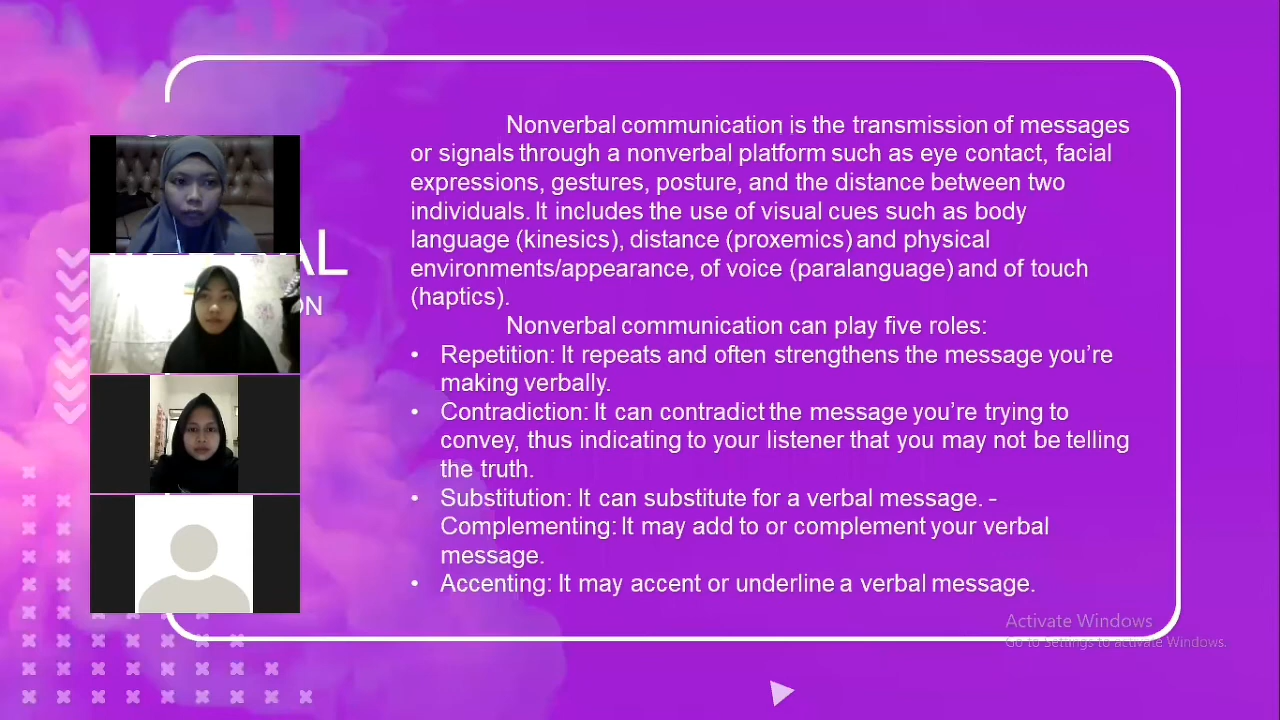 Nonverbal communication is the transmission of messages
or signals through a nonverbal platform such as eye contact, facial
expressions, gestures, posture, and the distance between two
individuals. It includes the use of visual cues such as body
language (kinesics), distance (proxemics) and physical
environments/appearance, of voice (paralanguage) and of touch
(haptics).
Nonverbal communication can play five roles:
• Repetition: It repeats and often strengthens the message you're
making verbally.
• Contradiction: It can contradict the message you're trying to
convey, thus indicating to your listener that you may not be telling
the truth.
• Substitution: It can substitute for a verbal message. -
Complementing: It may add to or complement your verbal
message.
• Accenting: It may accent or underline a verbal message.
Activate Windows
Go to Settings to activate Windows.